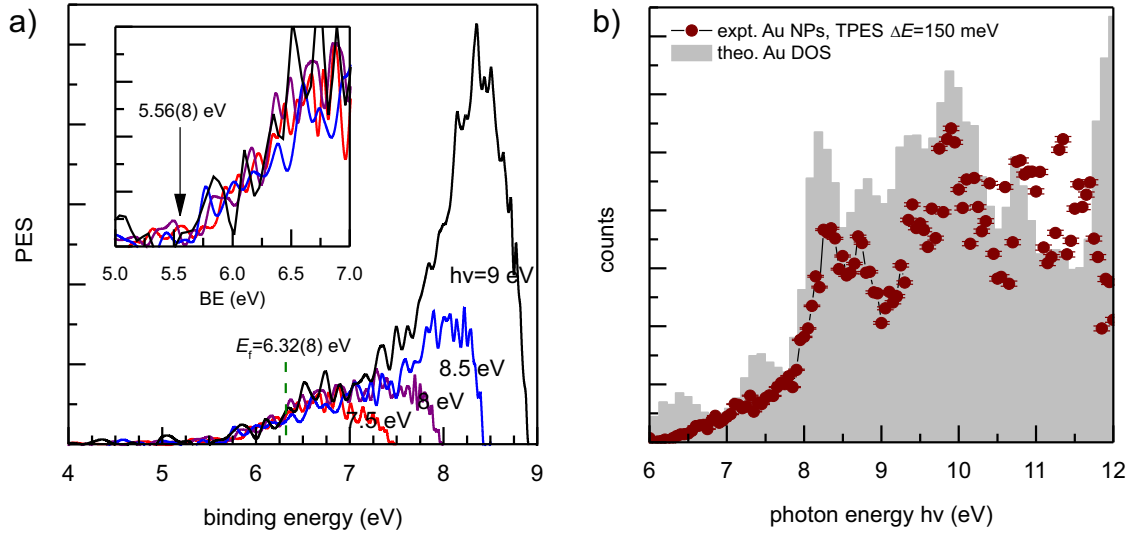 a)
PES
5.56(8) eV
5.0 5.5 6.0 6.5 7.0
BE (eV)
hν=9 eV
E_f=6.32(8) eV
8.5 eV
8 eV
7.5 eV
4 5 6 7 8 9
binding energy (eV)
b)
counts
expt. Au NPs, TPES ΔE=150 meV
theo. Au DOS
6 7 8 9 10 11 12
photon energy hν (eV)